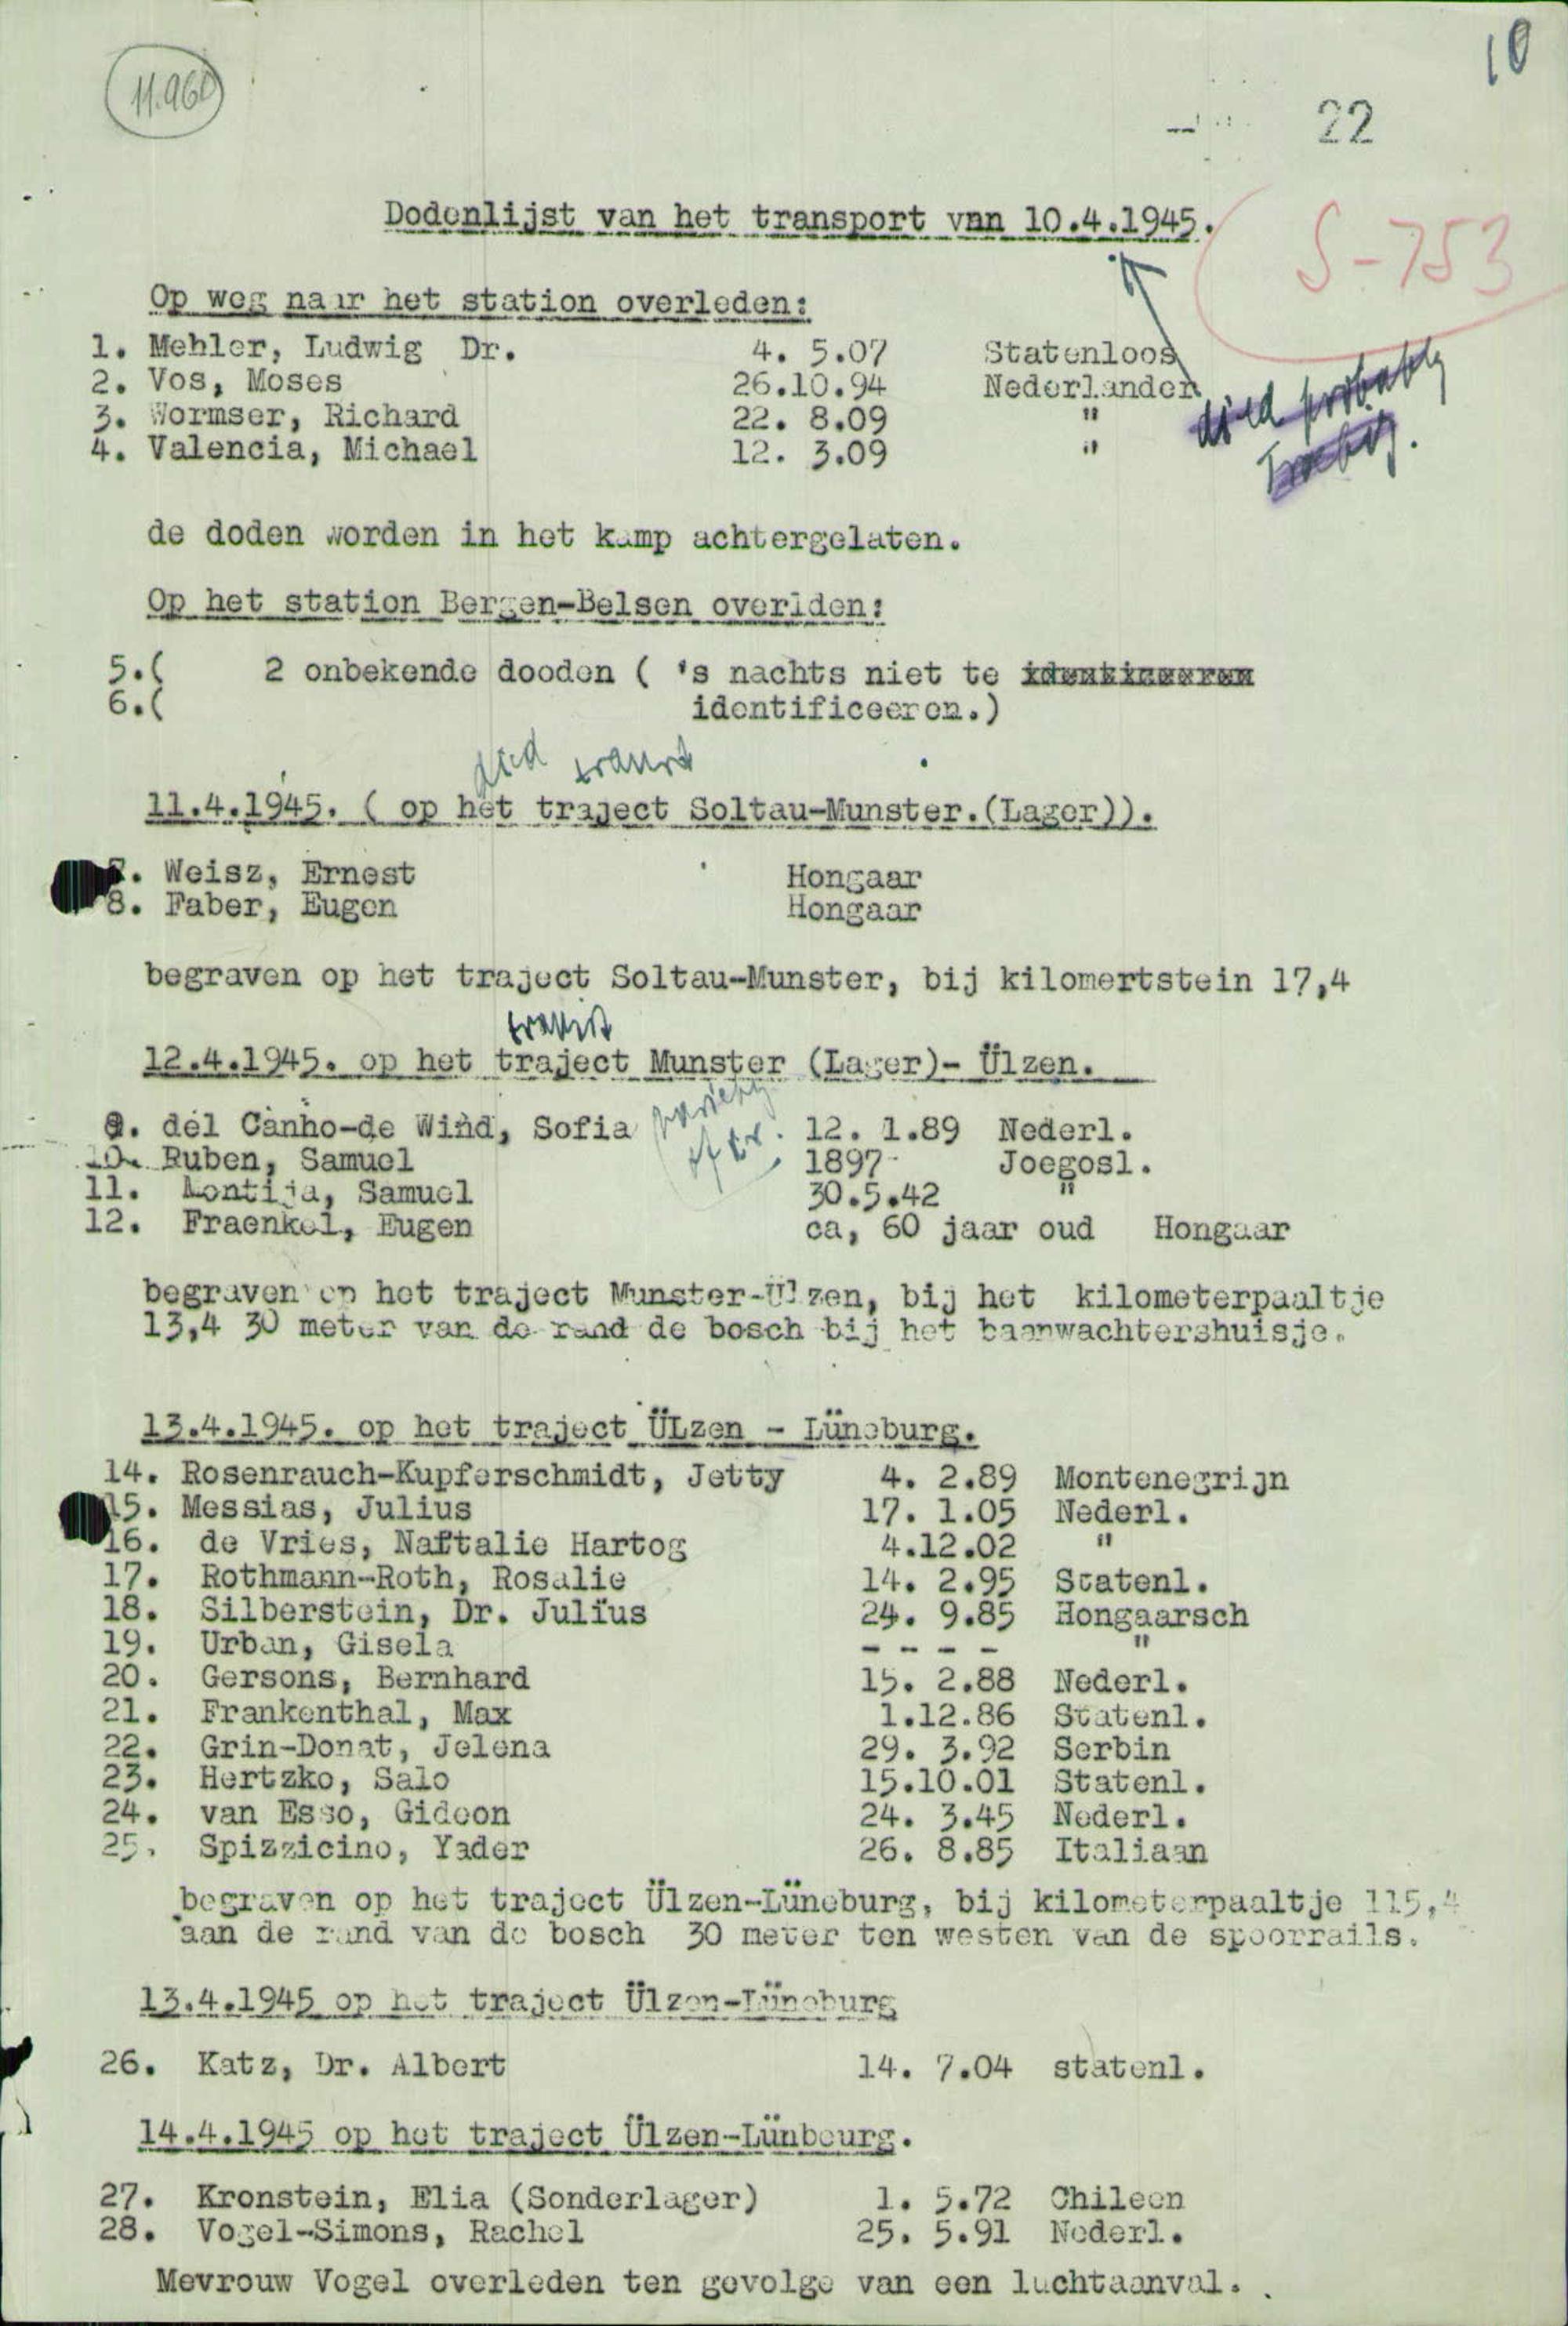 11.960
10
22
Dodenlijst van het transport van 10.4.1945.
S-753
Op weg naar het station overleden:
1. Mehler, Ludwig Dr. 4. 5.07 Statenloos
2. Vos, Moses 26.10.94 Nederlander
3. Wormser, Richard 22. 8.09 "
4. Valencia, Michael 12. 3.09 "
died probably
de doden worden in het kamp achtergelaten.
Op het station Bergen-Belsen overlden:
5.( 2 onbekende dooden ( 's nachts niet te
6.( identificeeren.)
died
11.4.1945. ( op het traject Soltau-Munster.(Lager)).
7. Weisz, Ernest Hongaar
8. Faber, Eugen Hongaar
begraven op het traject Soltau-Munster, bij kilomertstein 17,4
12.4.1945. op het traject Munster (Lager)- Ülzen.
9. del Canho-de Wind, Sofia 12. 1.89 Nederl.
10. Ruben, Samuel 1897 Joegosl.
11. Montija, Samuel 30.5.42 "
12. Fraenkel, Eugen ca, 60 jaar oud Hongaar
begraven op het traject Munster-Ülzen, bij het kilometerpaaltje
13,4 30 meter van de rand de bosch bij het baanwachtershuisje.
13.4.1945. op het traject ÜLzen - Lüneburg.
14. Rosenrauch-Kupferschmidt, Jetty 4. 2.89 Montenegrijn
15. Messias, Julius 17. 1.05 Nederl.
16. de Vries, Naftalie Hartog 4.12.02 "
17. Rothmann-Roth, Rosalie 14. 2.95 Statenl.
18. Silberstein, Dr. Julïus 24. 9.85 Hongaarsch
19. Urban, Gisela - - - - "
20. Gersons, Bernhard 15. 2.88 Nederl.
21. Frankenthal, Max 1.12.86 Statenl.
22. Grin-Donat, Jelena 29. 3.92 Serbin
23. Hertzko, Salo 15.10.01 Statenl.
24. van Esso, Gideon 24. 3.45 Nederl.
25. Spizzicino, Yader 26. 8.85 Italiaan
begraven op het traject Ülzen-Lüneburg, bij kilometerpaaltje 115,4
aan de rand van de bosch 30 meter ten westen van de spoorrails.
13.4.1945 op het traject Ülzen-Lüneburg
26. Katz, Dr. Albert 14. 7.04 statenl.
14.4.1945 op het traject Ülzen-Lünbeurg.
27. Kronstein, Elia (Sonderlager) 1. 5.72 Chileen
28. Vogel-Simons, Rachel 25. 5.91 Nederl.
Mevrouw Vogel overleden ten gevolge van een luchtaanval.